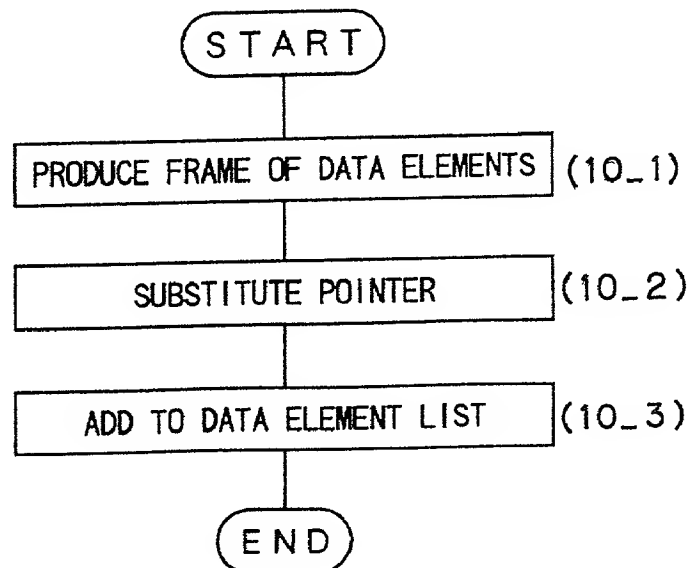 START
PRODUCE FRAME OF DATA ELEMENTS (10_1)
SUBSTITUTE POINTER (10_2)
ADD TO DATA ELEMENT LIST (10_3)
END